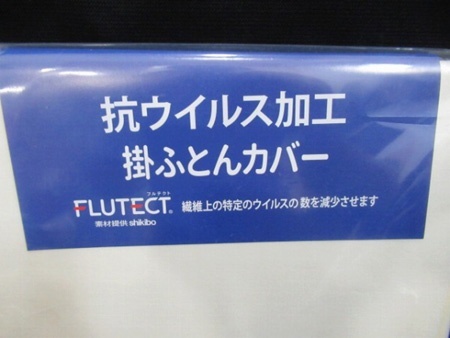 抗ウイルス加工
掛ふとんカバー
フルテクト
FLUTECT® 繊維上の特定のウイルスの数を減少させます
素材提供 shikibo